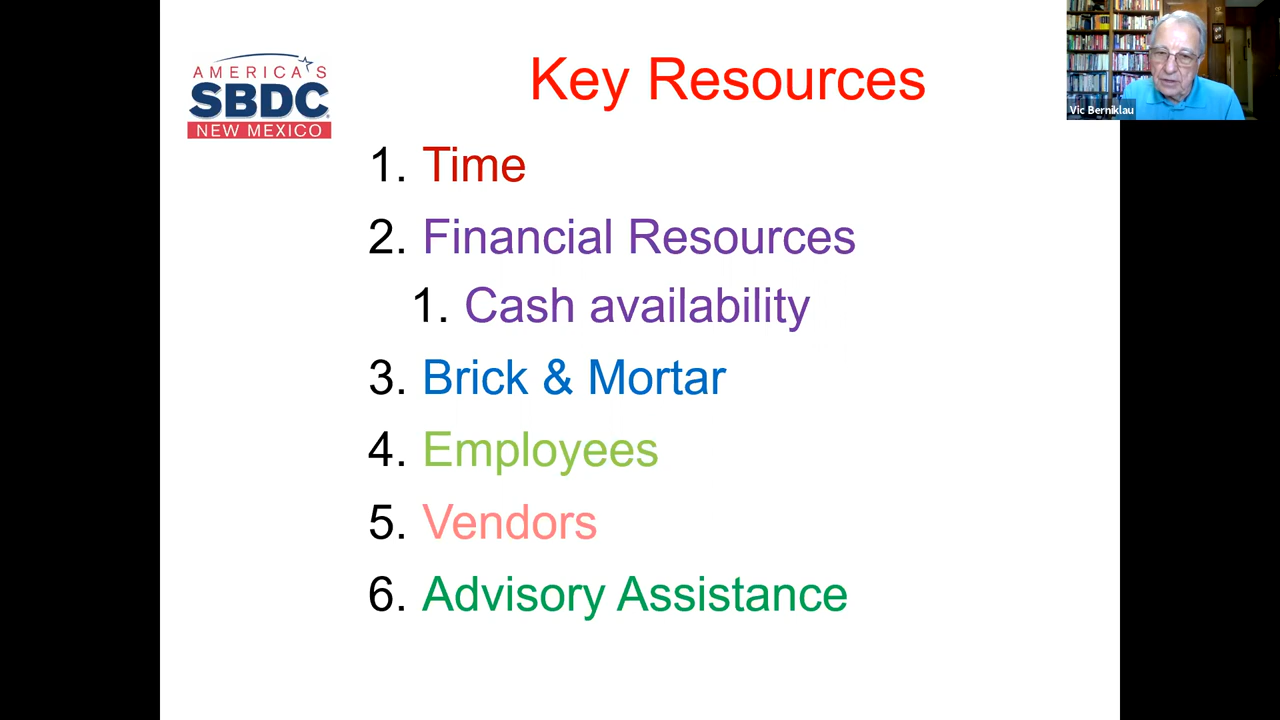 AMERICA'S
SBDC
NEW MEXICO
Key Resources
Vic Berniklau
1. Time
2. Financial Resources
1. Cash availability
3. Brick & Mortar
4. Employees
5. Vendors
6. Advisory Assistance